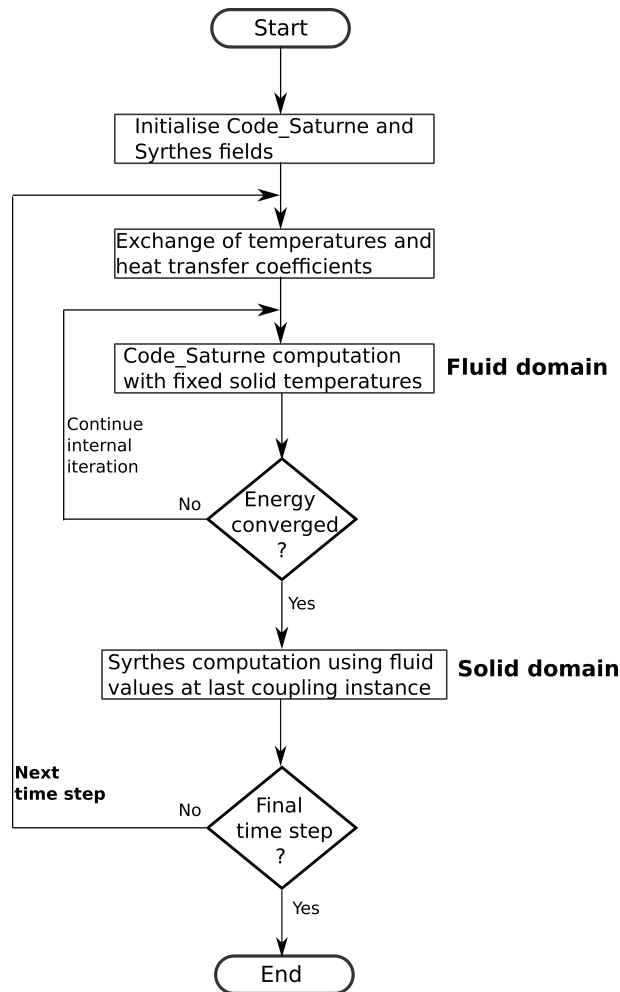 Start
Initialise Code_Saturne and
Syrthes fields
Exchange of temperatures and
heat transfer coefficients
Code_Saturne computation
with fixed solid temperatures
Fluid domain
Continue
internal
iteration
No
Energy
converged
?
Yes
Syrthes computation using fluid
values at last coupling instance
Solid domain
Next
time step
No
Final
time step
?
Yes
End